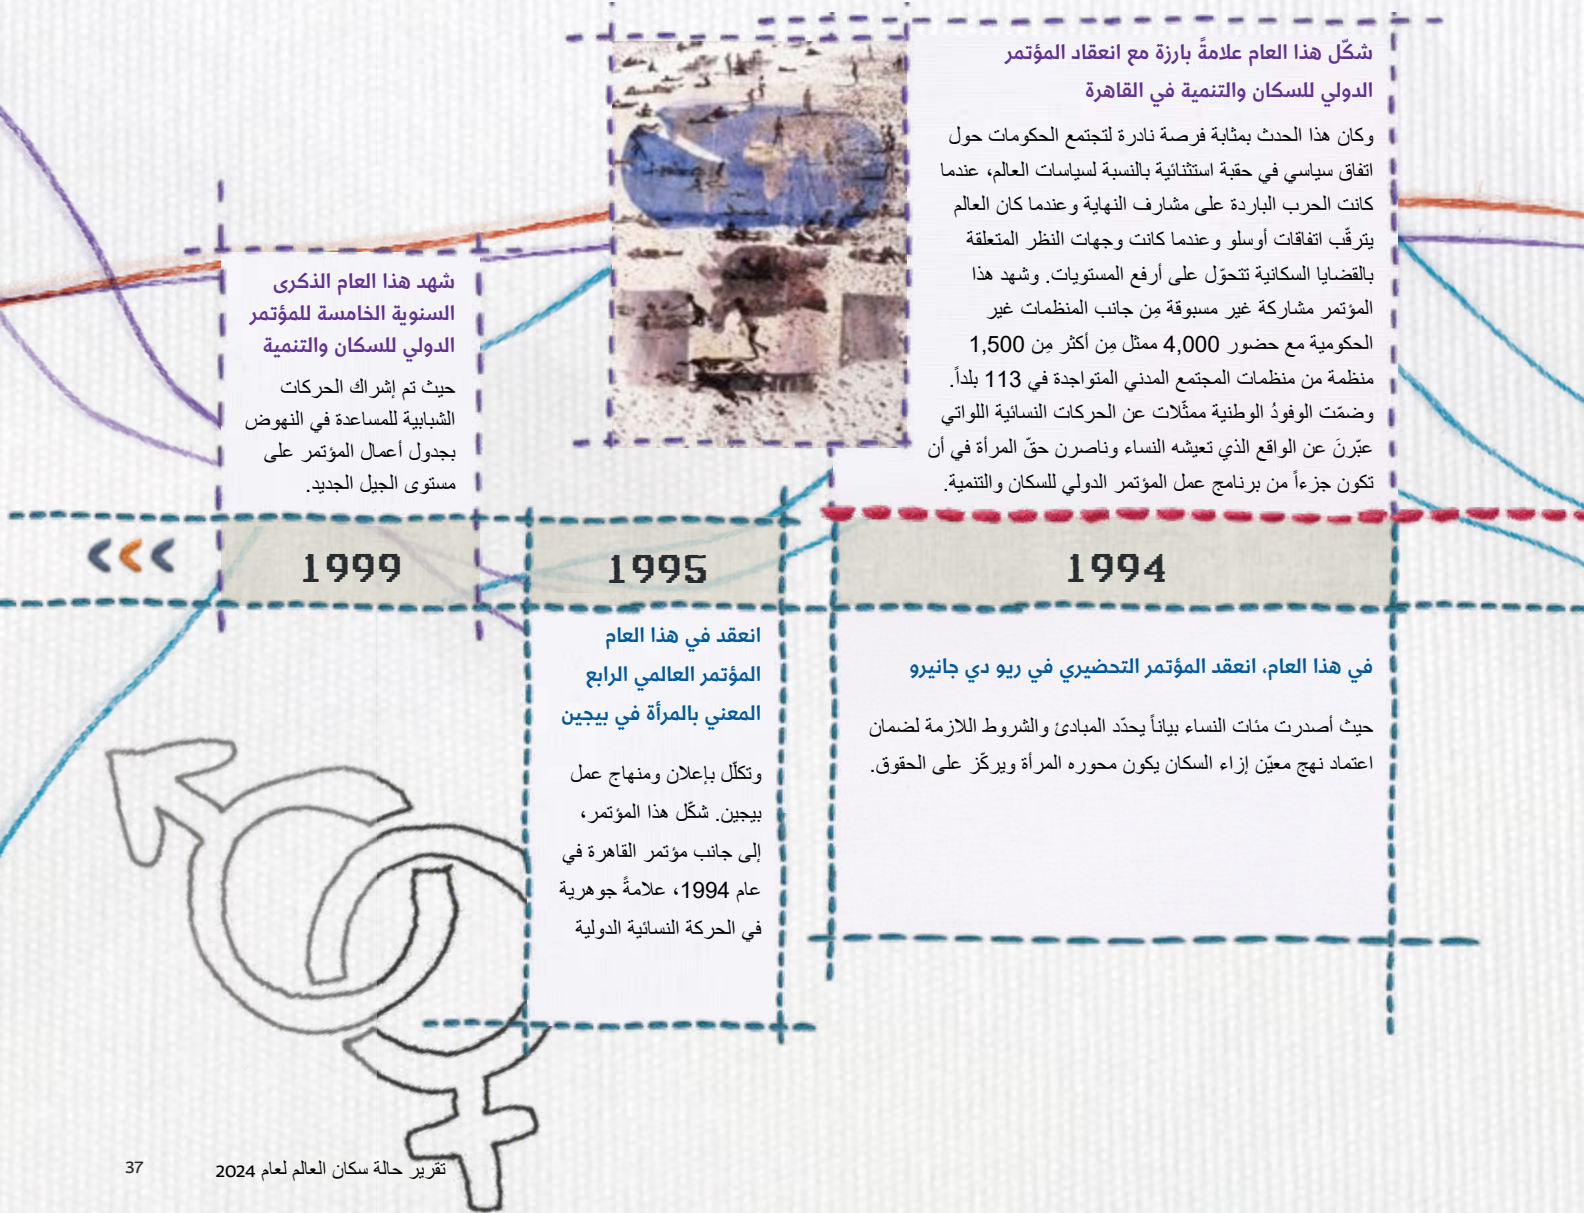 شكّل هذا العام علامةً بارزة مع انعقاد المؤتمر
الدولي للسكان والتنمية في القاهرة
وكان هذا الحدث بمثابة فرصة نادرة لتجتمع الحكومات حول
اتفاق سياسي في حقبة استثنائية بالنسبة لسياسات العالم، عندما
كانت الحرب الباردة على مشارف النهاية وعندما كان العالم
يترقّب اتفاقات أوسلو وعندما كانت وجهات النظر المتعلقة
بالقضايا السكانية تتحوّل على أرفع المستويات. وشهد هذا
المؤتمر مشاركة غير مسبوقة مِن جانب المنظمات غير
الحكومية مع حضور 4,000 ممثل مِن أكثر مِن 1,500
منظمة من منظمات المجتمع المدني المتواجدة في 113 بلداً.
وضمّت الوفودُ الوطنية ممثّلات عن الحركات النسائية اللواتي
عبّرنَ عن الواقع الذي تعيشه النساء وناصرن حقّ المرأة في أن
تكون جزءاً من برنامج عمل المؤتمر الدولي للسكان والتنمية.
1994
في هذا العام، انعقد المؤتمر التحضيري في ريو دي جانيرو
حيث أصدرت مئات النساء بياناً يحدّد المبادئ والشروط اللازمة لضمان
اعتماد نهج معيّن إزاء السكان يكون محوره المرأة ويركّز على الحقوق.
1995
انعقد في هذا العام
المؤتمر العالمي الرابع
المعني بالمرأة في بيجين
وتكلّل بإعلان ومنهاج عمل
بيجين. شكّل هذا المؤتمر،
إلى جانب مؤتمر القاهرة في
عام 1994، علامةً جوهرية
في الحركة النسائية الدولية
شهد هذا العام الذكرى
السنوية الخامسة للمؤتمر
الدولي للسكان والتنمية
حيث تم إشراك الحركات
الشبابية للمساعدة في النهوض
بجدول أعمال المؤتمر على
مستوى الجيل الجديد.
1999
تقرير حالة سكان العالم لعام 2024
37